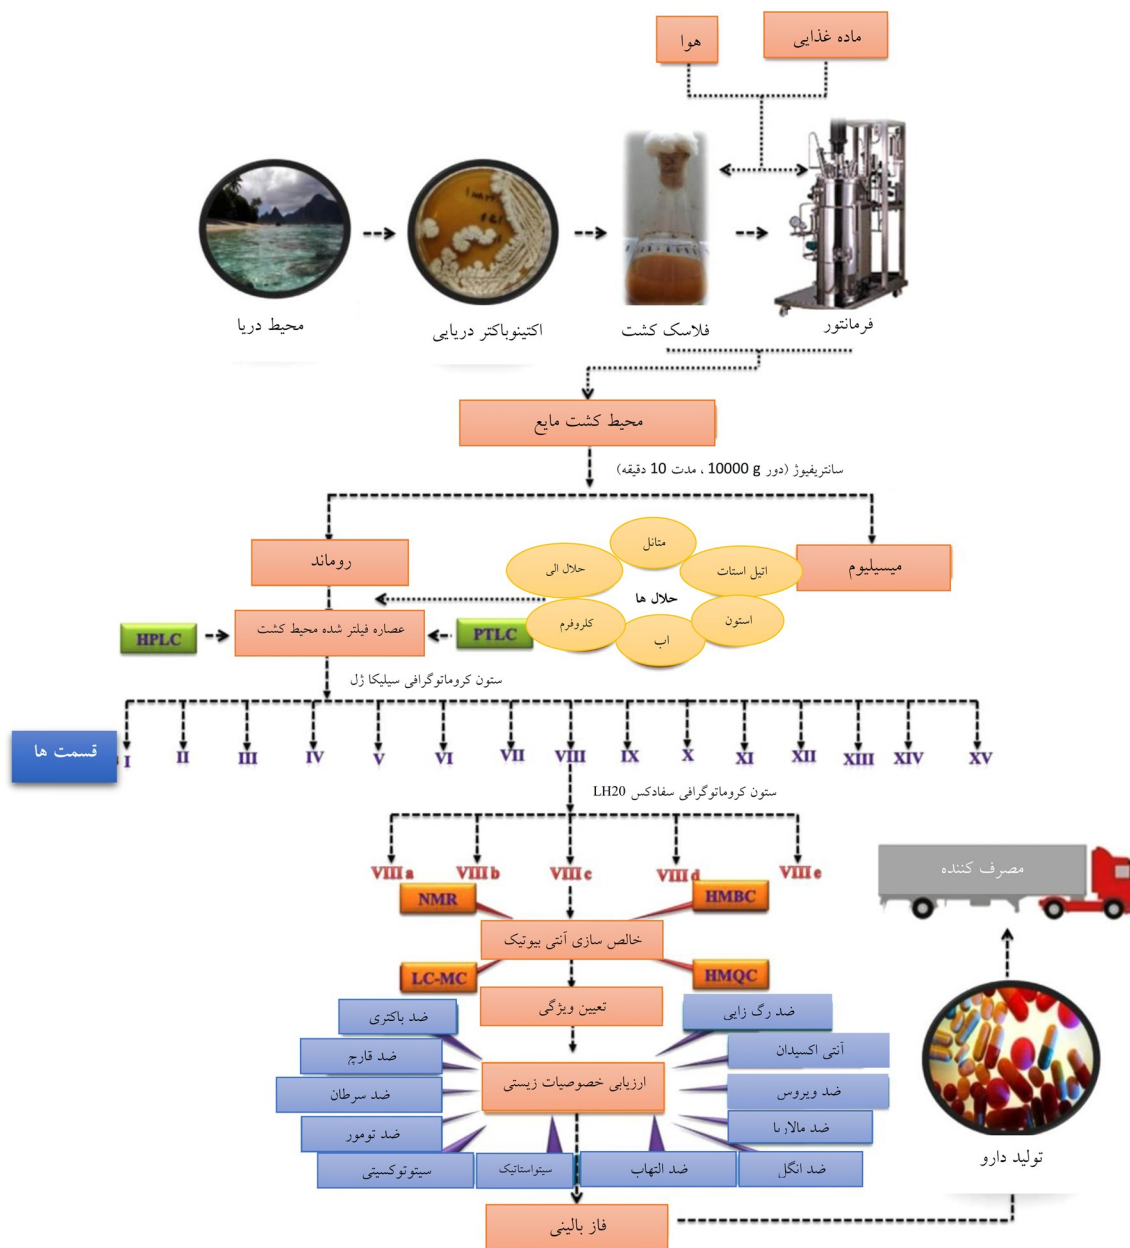 هوا
ماده غذایی
محیط دریا
اکتینوباکتر دریایی
فلاسک کشت
فرمانتور
محیط کشت مایع
سانتریفیوژ (دور 10000 g ، مدت 10 دقیقه)
روماند
میسیلیوم
متانل
حلال الی
اتیل استات
حلال ها
کلروفرم
استون
اب
HPLC
عصاره فیلتر شده محیط کشت
PTLC
ستون کروماتوگرافی سیلیکا ژل
قسمت ها
I II III IV V VI VII VIII IX X XI XII XIII XIV XV
ستون کروماتوگرافی سفادکس LH20
VIII a VIII b VIII c VIII d VIII e
NMR
HMBC
خالص سازی آنتی بیوتیک
LC-MC
HMQC
تعیین ویژگی
ضد باکتری
ضد رگ زایی
ضد قارچ
آنتی اکسیدان
ارزیابی خصوصیات زیستی
ضد سرطان
ضد ویروس
ضد تومور
ضد مالاریا
سیتوتوکسیتی
سیتواستاتیک
ضد التهاب
ضد انگل
فاز بالینی
مصرف کننده
تولید دارو